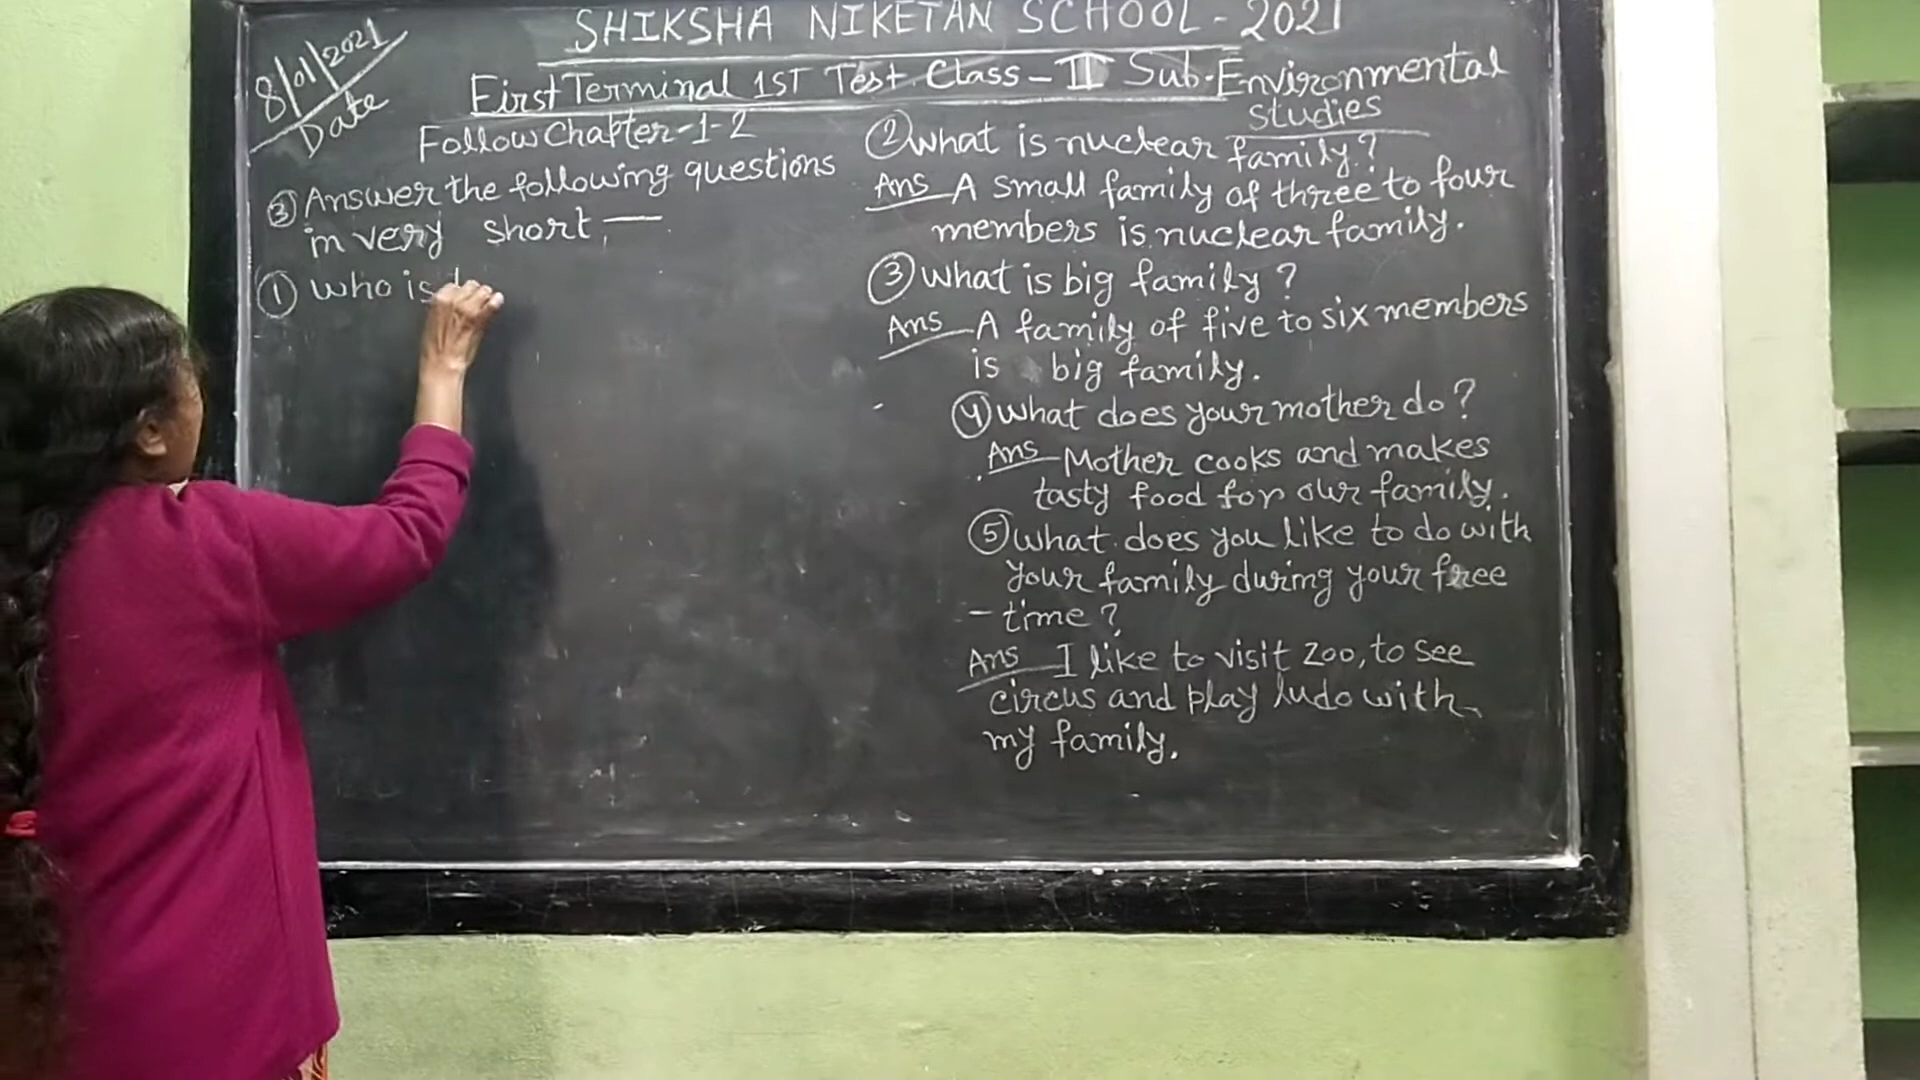 SHIKSHA NIKETAN SCHOOL - 2021
8/01/2021
Date
First Terminal 1ST Test Class - II Sub. Environmental
studies
Follow Chapter-1-2
③ Answer the following questions
in very short, —
① who is
② what is nuclear family?
Ans A small family of three to four
members is nuclear family.
③ what is big family?
Ans A family of five to six members
is big family.
④ what does your mother do?
Ans Mother cooks and makes
tasty food for our family.
⑤ what does you like to do with
your family during your free
- time?
Ans I like to visit zoo, to see
circus and play ludo with
my family.